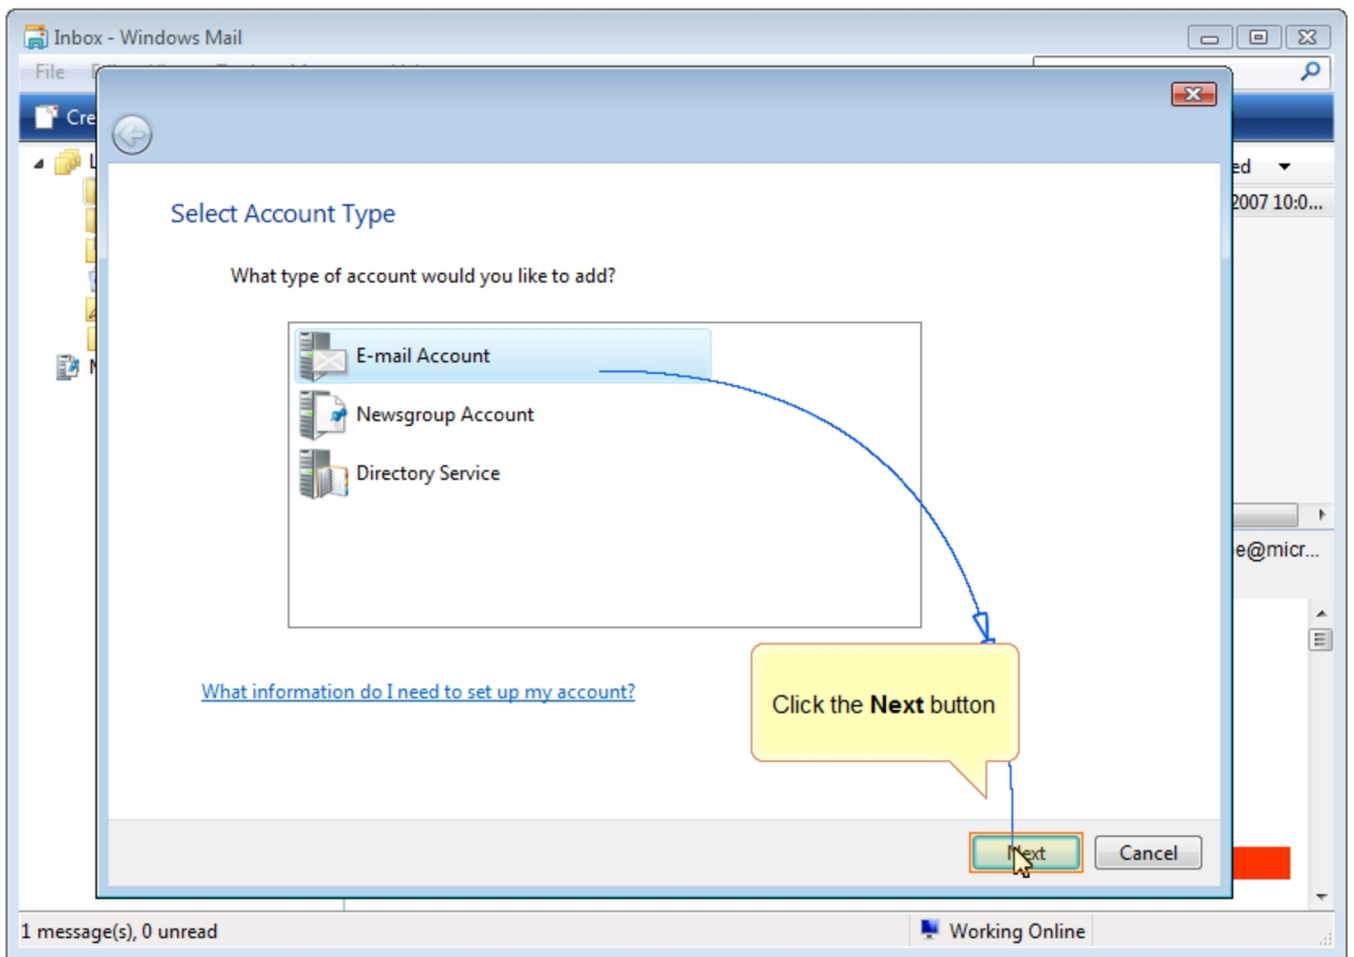 Inbox - Windows Mail
File
Cre
ed
2007 10:0...
Select Account Type
What type of account would you like to add?
E-mail Account
Newsgroup Account
Directory Service
e@micr...
What information do I need to set up my account?
Click the Next button
Next
Cancel
1 message(s), 0 unread
Working Online